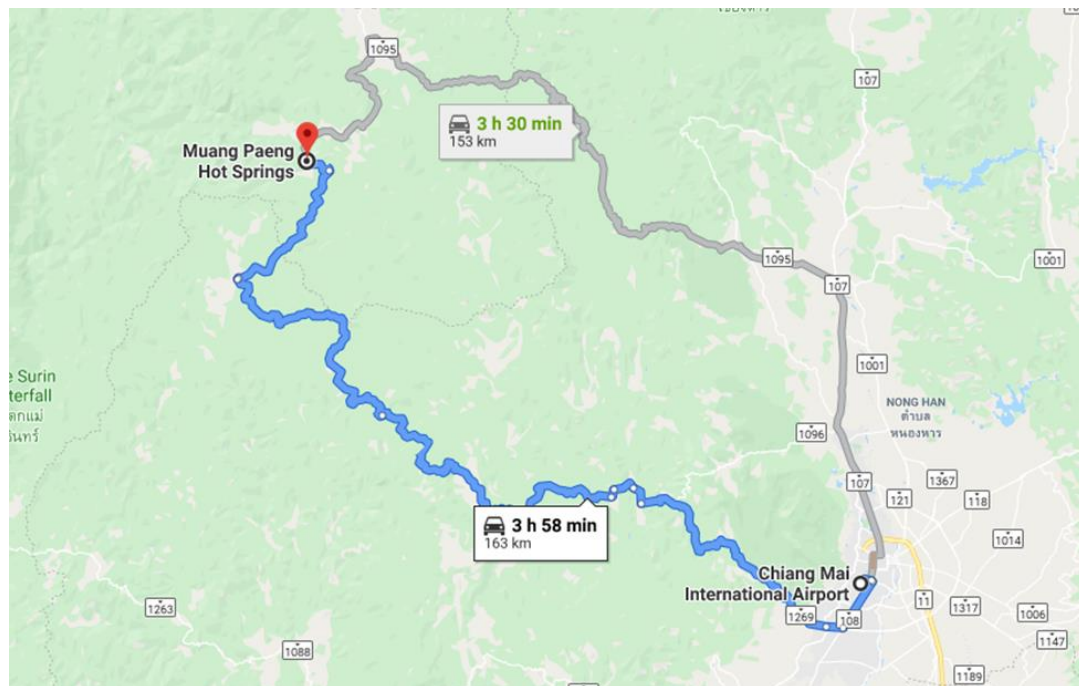 1095
107
3 h 30 min
153 km
Muang Paeng
Hot Springs
1001
1095
107
1001
e Surin
terfall
NONG HAN
ตำบล
หนองหาร
1096
107
1367
121
118
3 h 58 min
163 km
1014
Chiang Mai
International Airport
1263
11
1317
1006
1269
108
1147
1088
1189